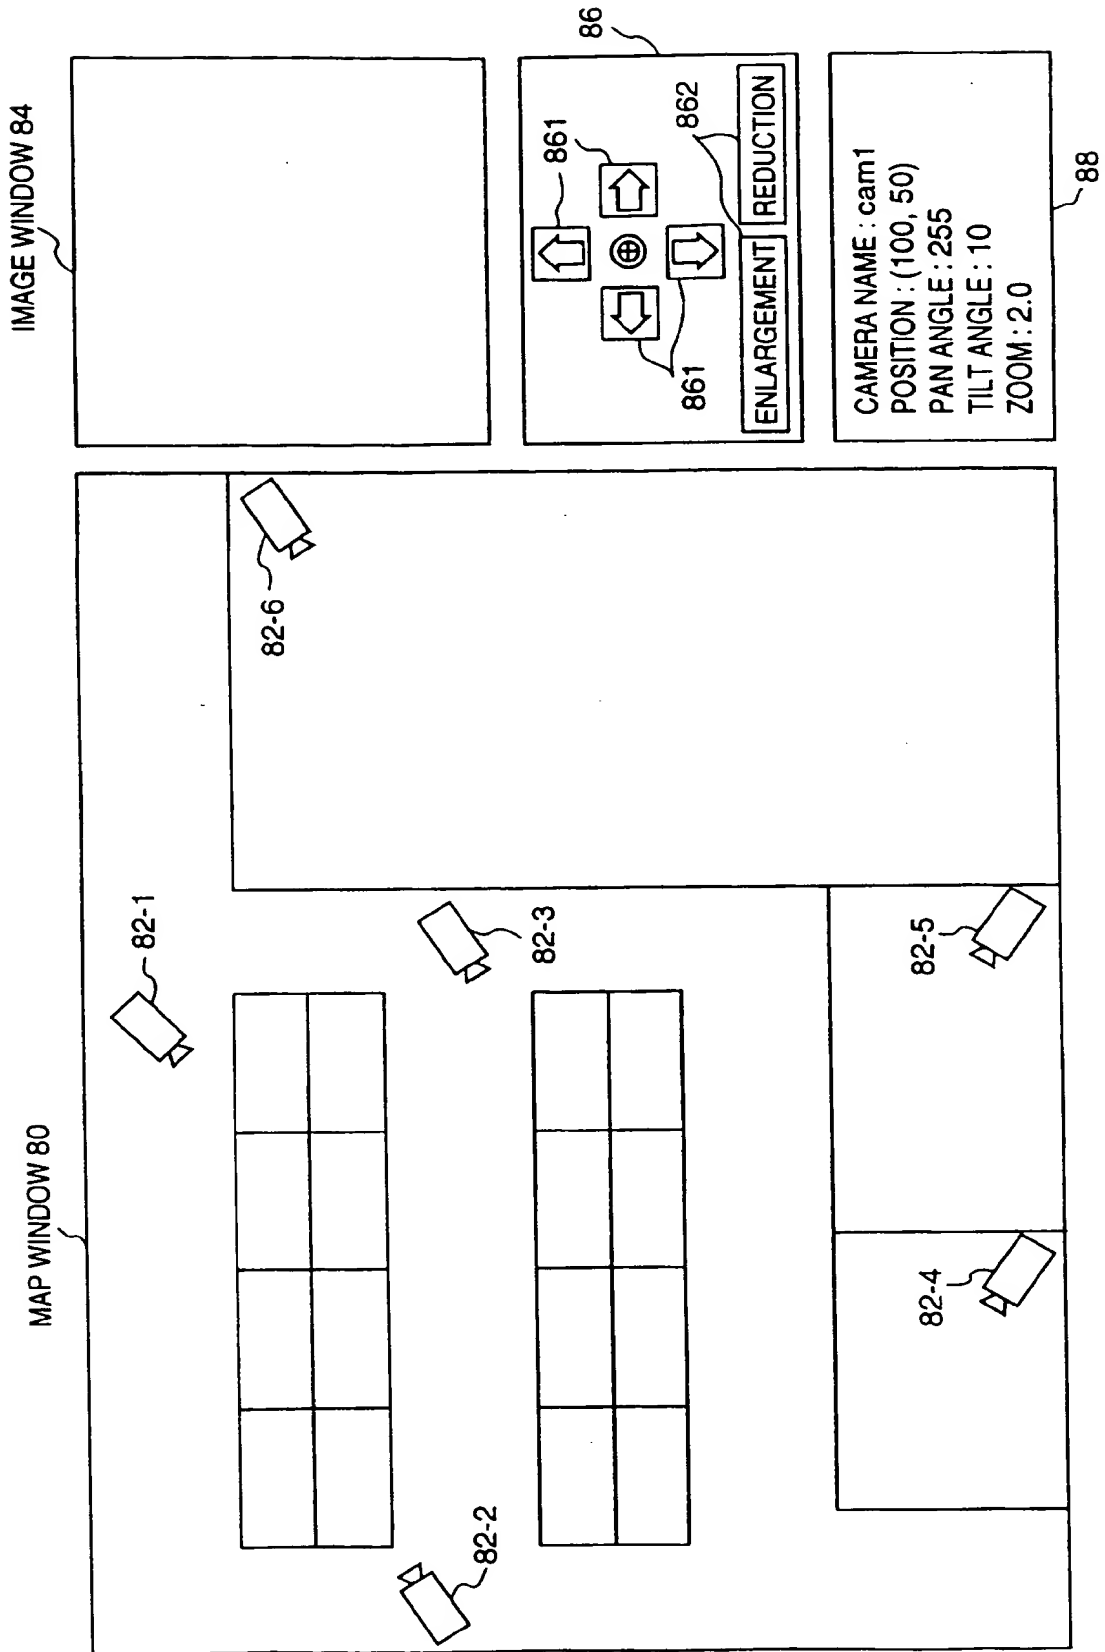 MAP WINDOW 80
IMAGE WINDOW 84
82-1
82-6
82-3
82-2
82-5
82-4
861
861
861
86
862
ENLARGEMENT
REDUCTION
CAMERA NAME : cam1
POSITION : (100, 50)
PAN ANGLE : 255
TILT ANGLE : 10
ZOOM : 2.0
88